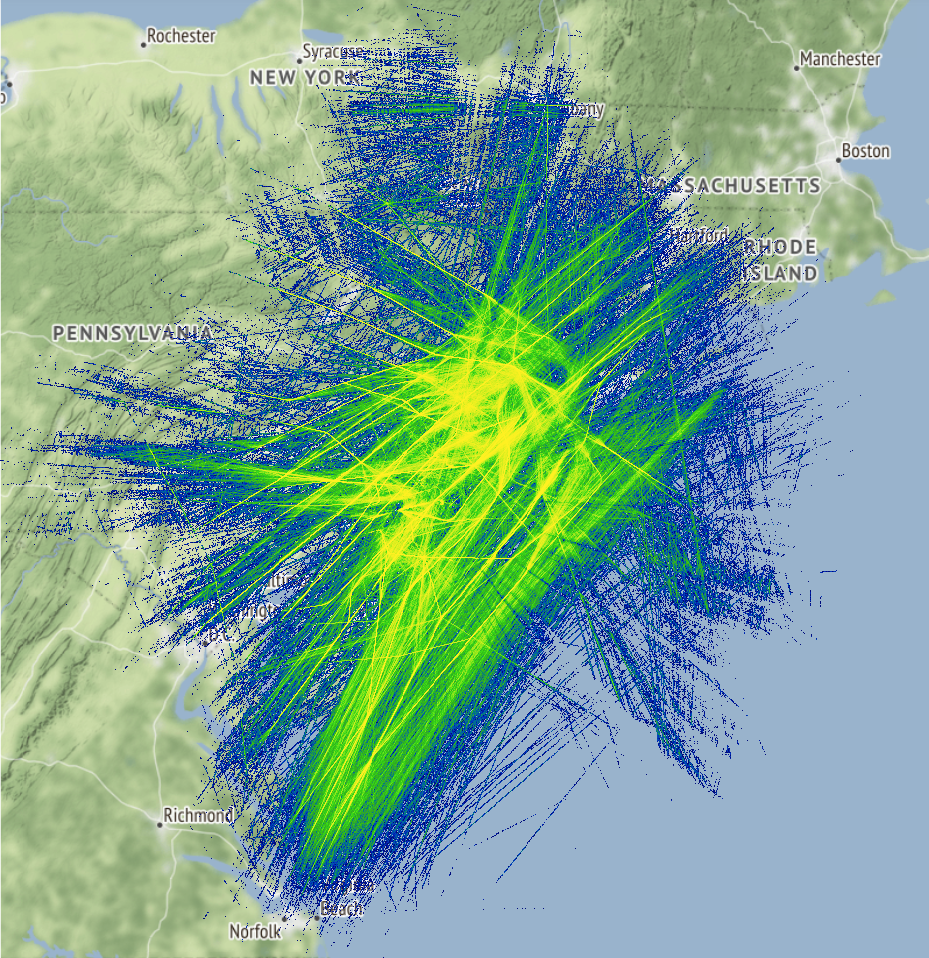 Rochester
Syracuse
NEW YORK
Manchester
Boston
MASSACHUSETTS
RHODE
ISLAND
PENNSYLVANIA
D.C.
Richmond
Beach
Norfolk